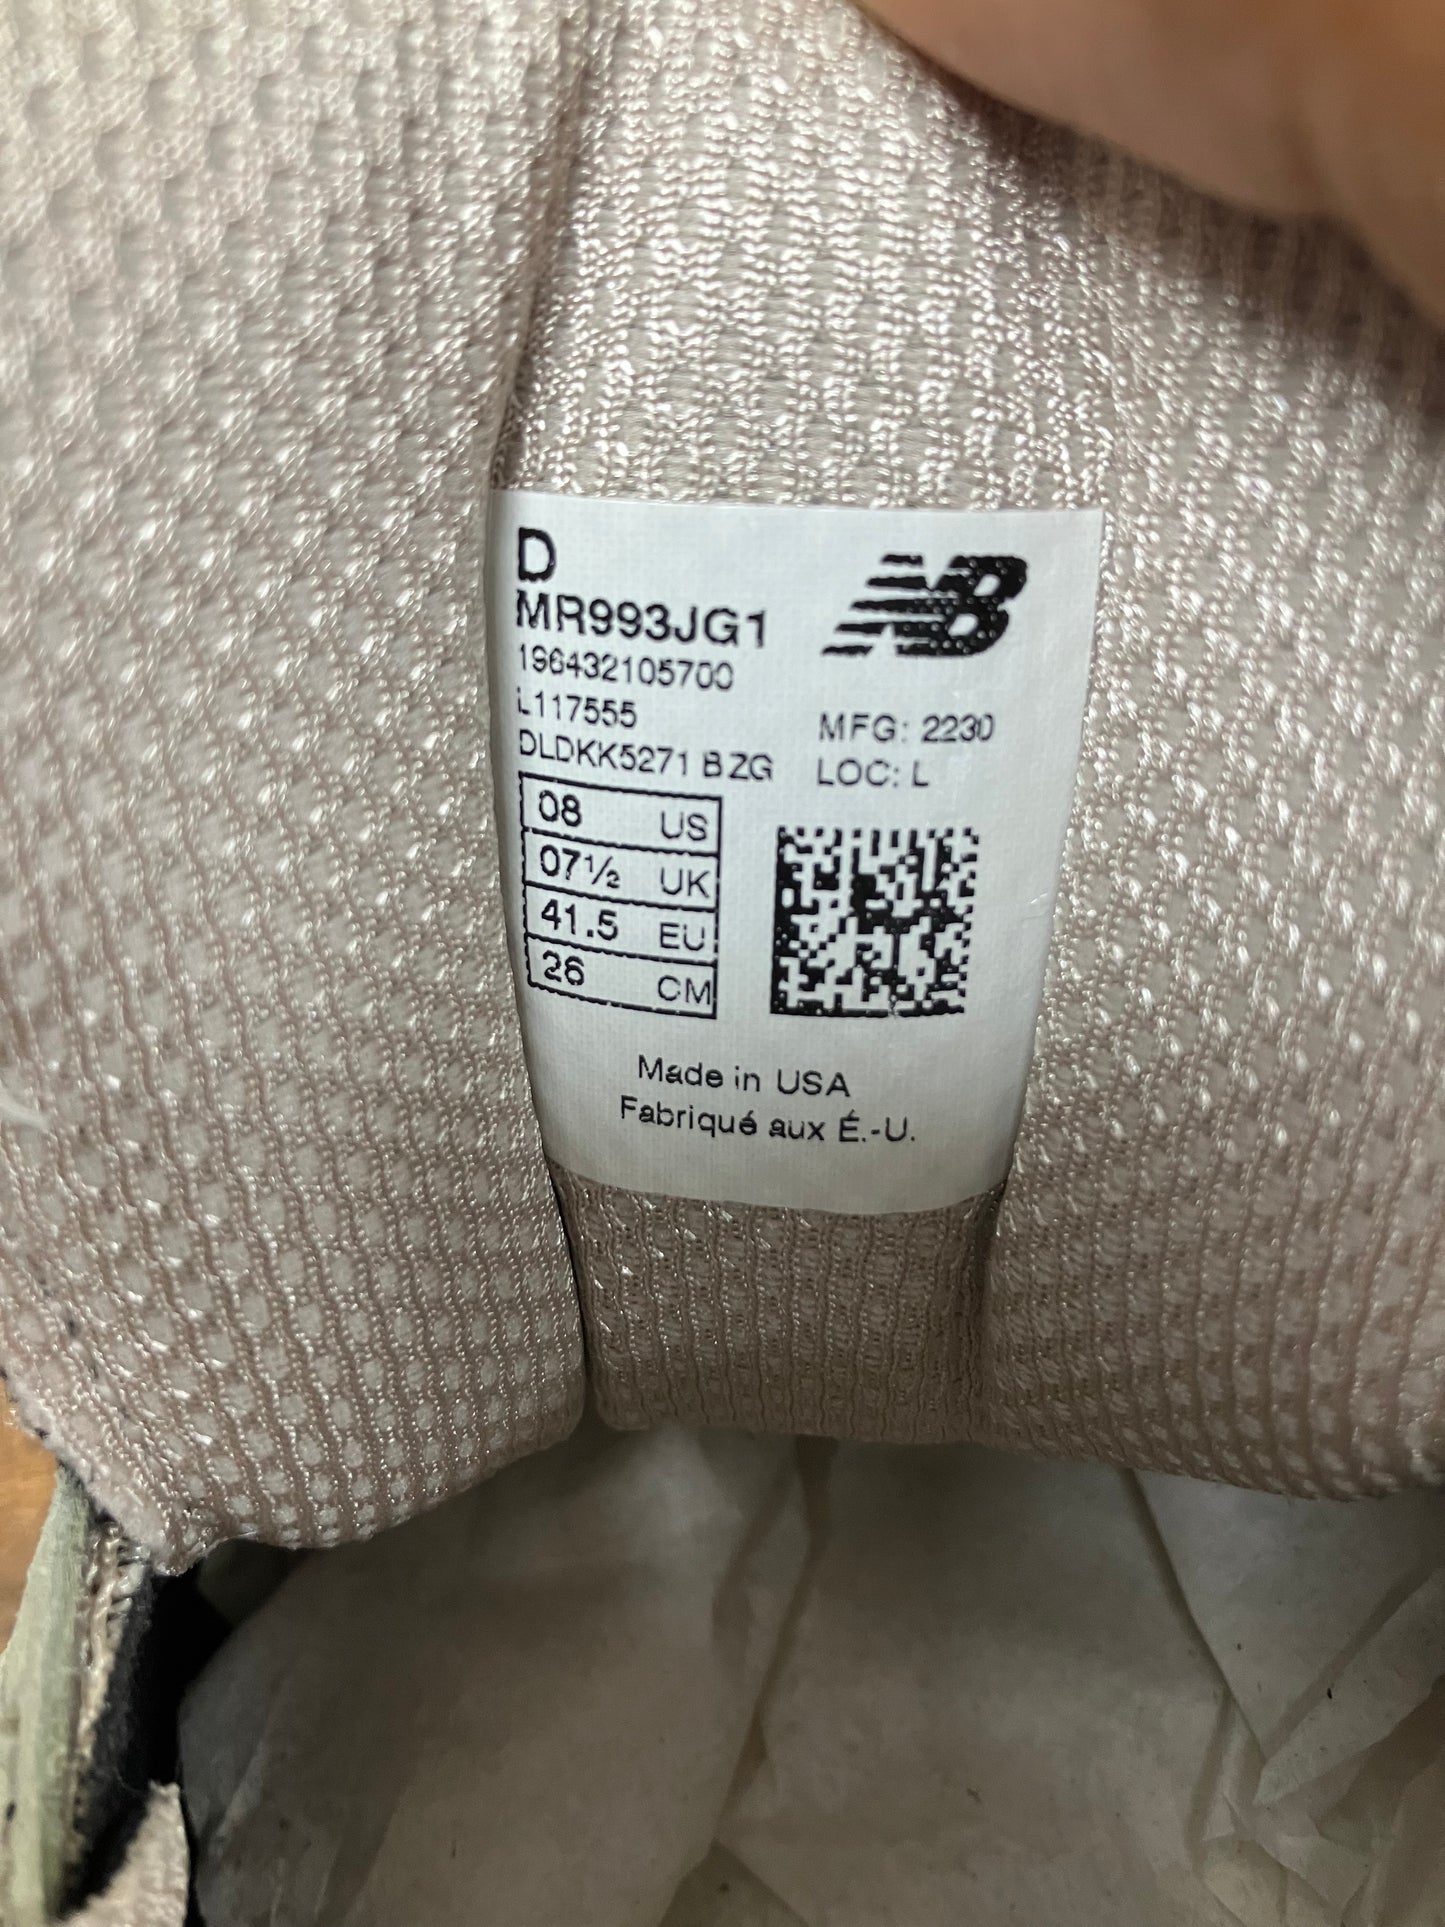 D
MR993JG1
NB
196432105700
L117555
MFG: 2230
DLDKK5271 BZG
LOC: L
08 US
07½ UK
41.5 EU
26 CM
Made in USA
Fabriqué aux É.-U.